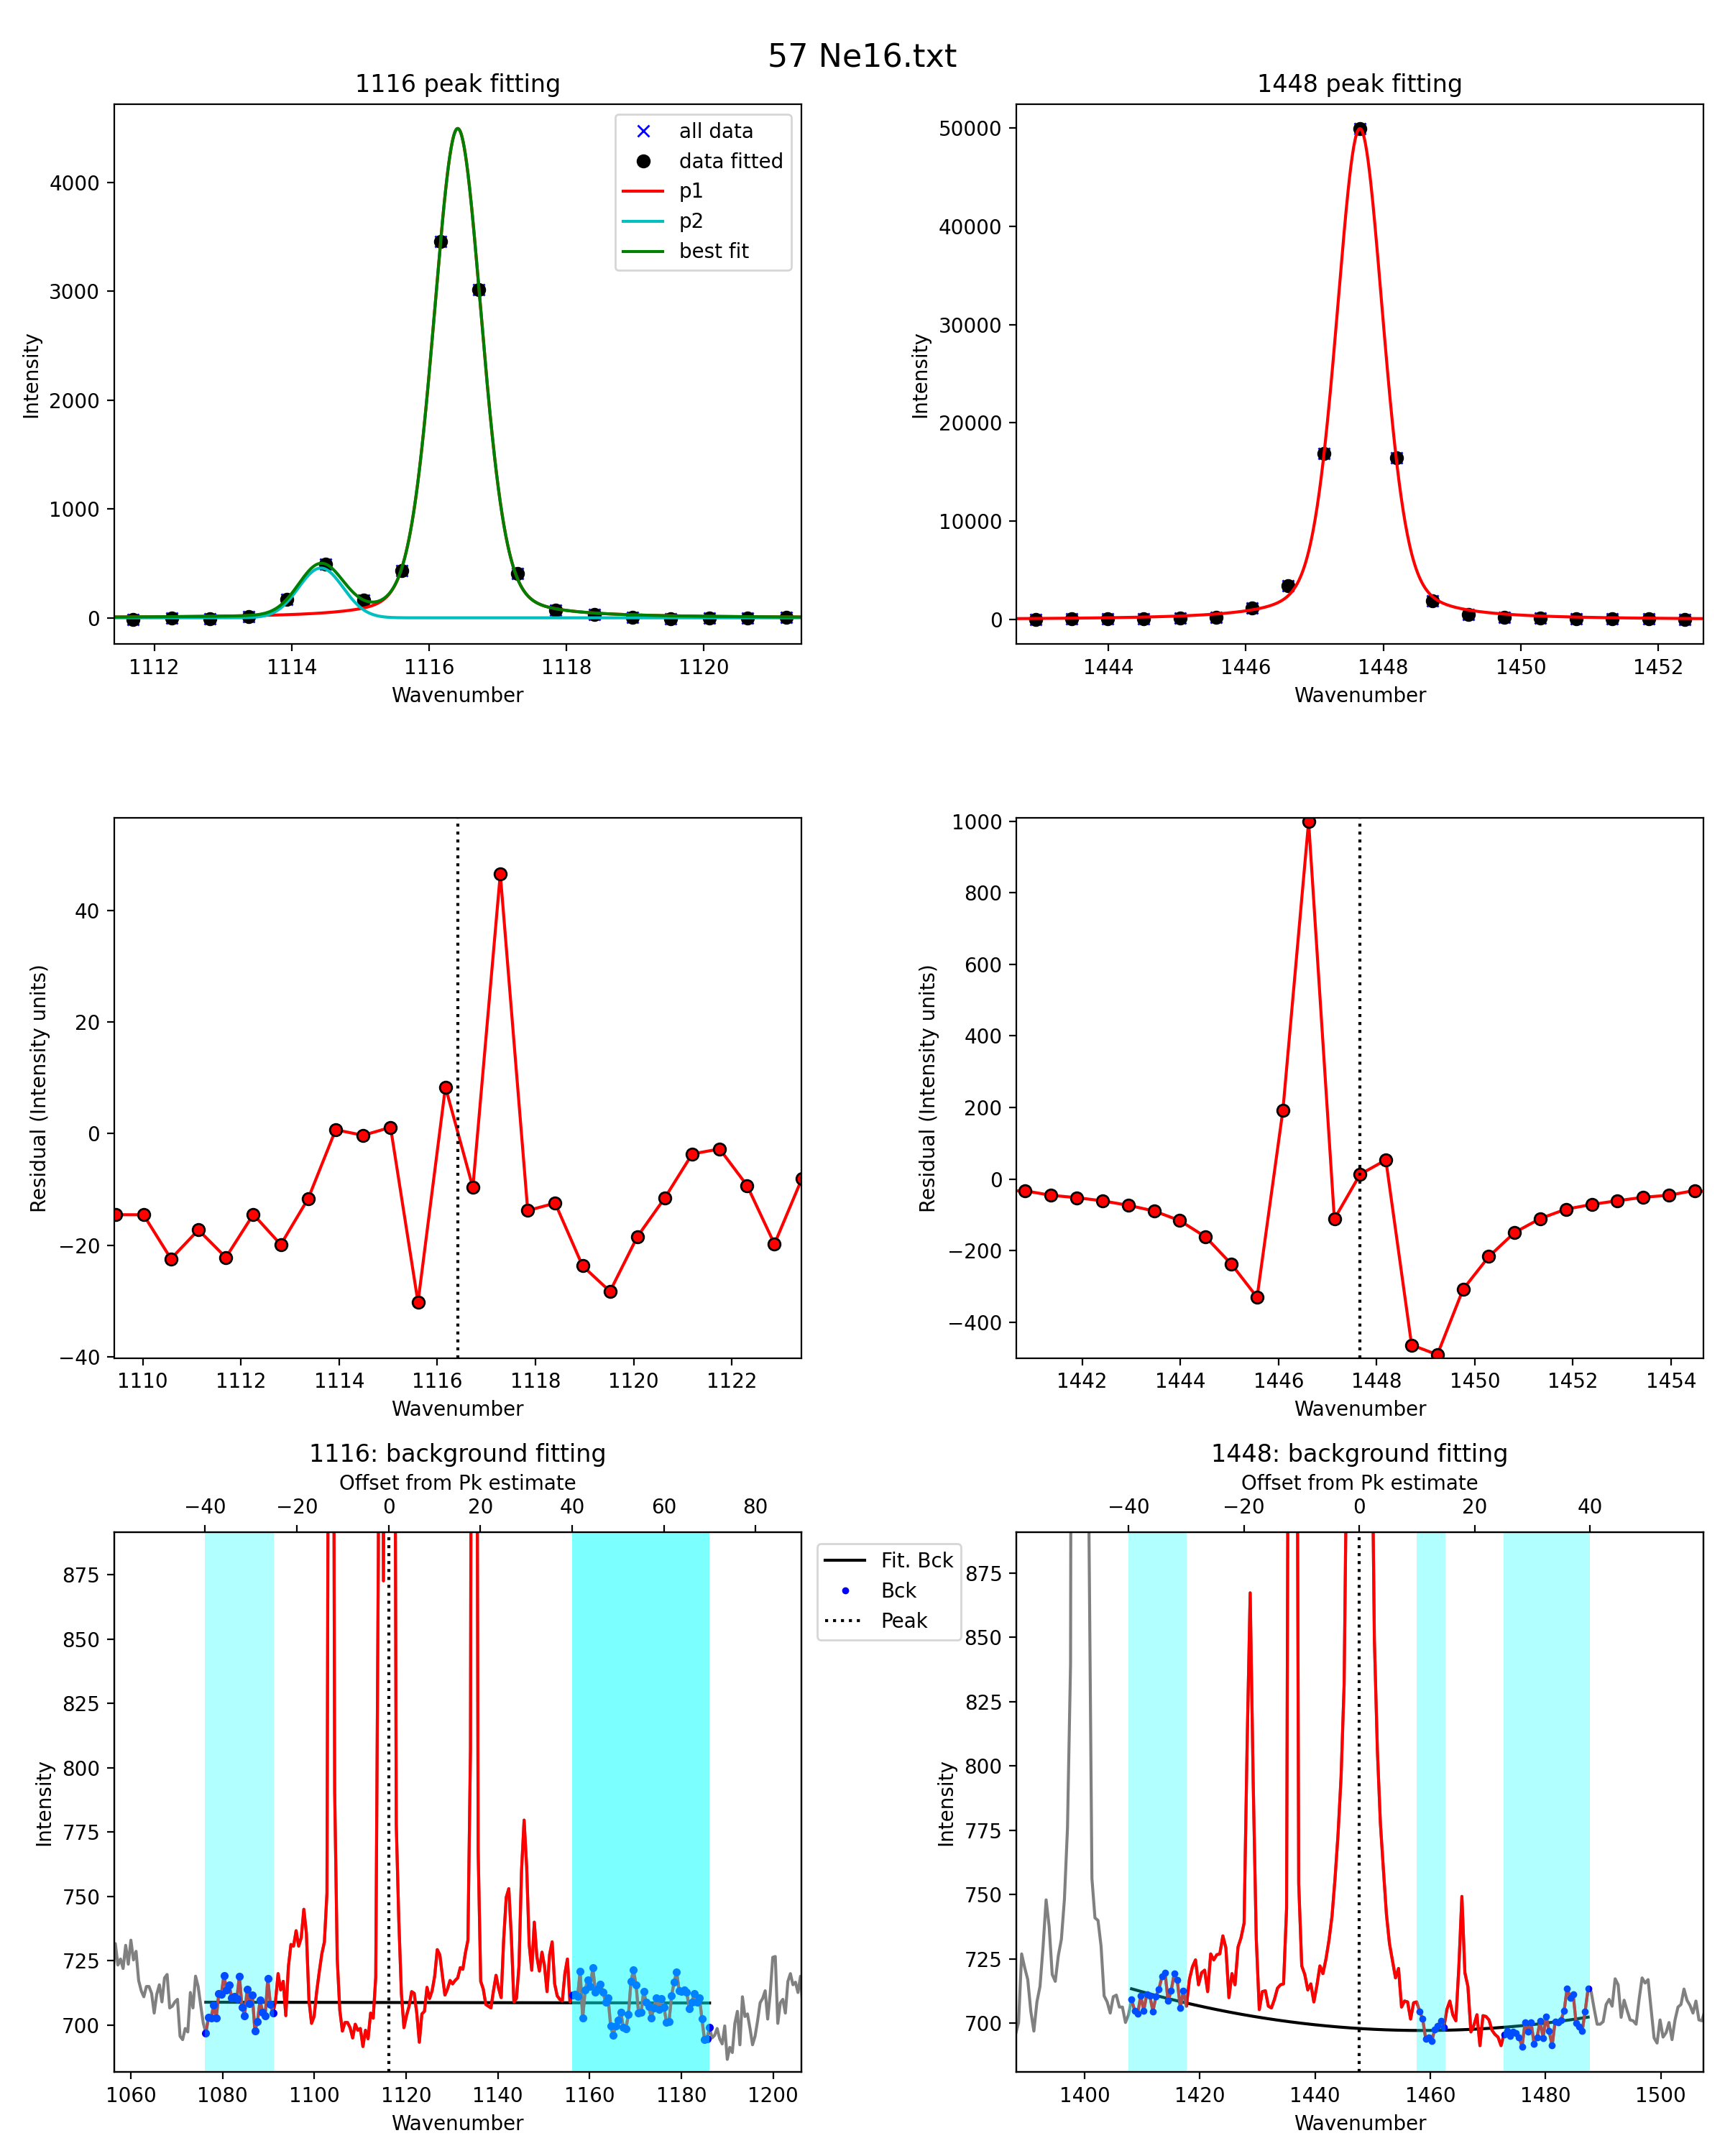 57 Ne16.txt
1116 peak fitting
4000
3000
2000
1000
0
Intensity
1112 1114 1116 1118 1120
Wavenumber
all data
data fitted
p1
p2
best fit
1448 peak fitting
50000
40000
30000
20000
10000
0
Intensity
1444 1446 1448 1450 1452
Wavenumber
40
20
0
−20
−40
Residual (Intensity units)
1110 1112 1114 1116 1118 1120 1122
Wavenumber
1000
800
600
400
200
0
−200
−400
Residual (Intensity units)
1442 1444 1446 1448 1450 1452 1454
Wavenumber
1116: background fitting
Offset from Pk estimate
−40 −20 0 20 40 60 80
875
850
825
800
775
750
725
700
Intensity
1060 1080 1100 1120 1140 1160 1180 1200
Wavenumber
Fit. Bck
Bck
Peak
1448: background fitting
Offset from Pk estimate
−40 −20 0 20 40
875
850
825
800
775
750
725
700
Intensity
1400 1420 1440 1460 1480 1500
Wavenumber